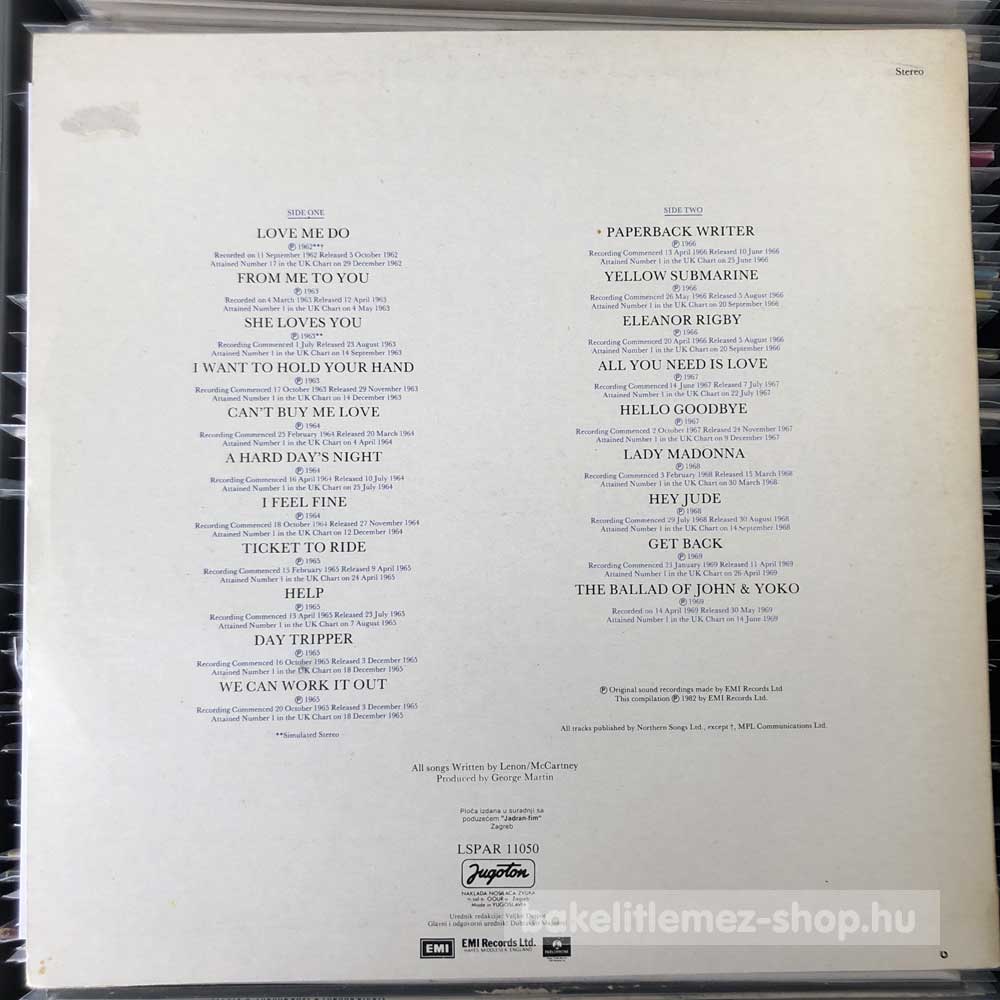 Stereo
SIDE ONE
LOVE ME DO
Ⓟ 1962**†
Recorded on 11 September 1962 Released 5 October 1962
Attained Number 17 in the UK Chart on 29 December 1962
FROM ME TO YOU
Ⓟ 1963
Recorded on 4 March 1963 Released 12 April 1963
Attained Number 1 in the UK Chart on 4 May 1963
SHE LOVES YOU
Ⓟ 1963**
Recording Commenced 1 July Released 23 August 1963
Attained Number 1 in the UK Chart on 14 September 1963
I WANT TO HOLD YOUR HAND
Ⓟ 1963
Recording Commenced 17 October 1963 Released 29 November 1963
Attained Number 1 in the UK Chart on 14 December 1963
CAN'T BUY ME LOVE
Ⓟ 1964
Recording Commenced 25 February 1964 Released 20 March 1964
Attained Number 1 in the UK Chart on 4 April 1964
A HARD DAY'S NIGHT
Ⓟ 1964
Recording Commenced 16 April 1964 Released 10 July 1964
Attained Number 1 in the UK Chart on 25 July 1964
I FEEL FINE
Ⓟ 1964
Recording Commenced 18 October 1964 Released 27 November 1964
Attained Number 1 in the UK Chart on 12 December 1964
TICKET TO RIDE
Ⓟ 1965
Recording Commenced 15 February 1965 Released 9 April 1965
Attained Number 1 in the UK Chart on 24 April 1965
HELP
Ⓟ 1965
Recording Commenced 13 April 1965 Released 23 July 1965
Attained Number 1 in the UK Chart on 7 August 1965
DAY TRIPPER
Ⓟ 1965
Recording Commenced 16 October 1965 Released 3 December 1965
Attained Number 1 in the UK Chart on 18 December 1965
WE CAN WORK IT OUT
Ⓟ 1965
Recording Commenced 20 October 1965 Released 3 December 1965
Attained Number 1 in the UK Chart on 18 December 1965
**Simulated Stereo
SIDE TWO
PAPERBACK WRITER
Ⓟ 1966
Recording Commenced 13 April 1966 Released 10 June 1966
Attained Number 1 in the UK Chart on 25 June 1966
YELLOW SUBMARINE
Ⓟ 1966
Recording Commenced 26 May 1966 Released 5 August 1966
Attained Number 1 in the UK Chart on 20 September 1966
ELEANOR RIGBY
Ⓟ 1966
Recording Commenced 20 April 1966 Released 5 August 1966
Attained Number 1 in the UK Chart on 20 September 1966
ALL YOU NEED IS LOVE
Ⓟ 1967
Recording Commenced 14 June 1967 Released 7 July 1967
Attained Number 1 in the UK Chart on 22 July 1967
HELLO GOODBYE
Ⓟ 1967
Recording Commenced 2 October 1967 Released 24 November 1967
Attained Number 1 in the UK Chart on 9 December 1967
LADY MADONNA
Ⓟ 1968
Recording Commenced 3 February 1968 Released 15 March 1968
Attained Number 1 in the UK Chart on 30 March 1968
HEY JUDE
Ⓟ 1968
Recording Commenced 29 July 1968 Released 30 August 1968
Attained Number 1 in the UK Chart on 14 September 1968
GET BACK
Ⓟ 1969
Recording Commenced 23 January 1969 Released 11 April 1969
Attained Number 1 in the UK Chart on 26 April 1969
THE BALLAD OF JOHN & YOKO
Ⓟ 1969
Recorded on 14 April 1969 Released 30 May 1969
Attained Number 1 in the UK Chart on 14 June 1969
Ⓟ Original sound recordings made by EMI Records Ltd
This compilation Ⓟ 1982 by EMI Records Ltd.
All tracks published by Northern Songs Ltd., except †, MPL Communications Ltd.
All songs Written by Lenon/McCartney
Produced by George Martin
Ploča izdana u suradnji sa
poduzećem "Jadran-fim"
Zagreb
LSPAR 11050
Jugoton
NAKLADA NOSAČA ZVUKA
n.sol.o. OOUR-a Zagreb
Made in YUGOSLAVIA
Urednik redakcije: Veljko
Glavni i odgovorni urednik: Dubravko
bakelitlemez-shop.hu
EMI
EMI Records Ltd.
HAYES MIDDLESEX ENGLAND
PARLOPHONE